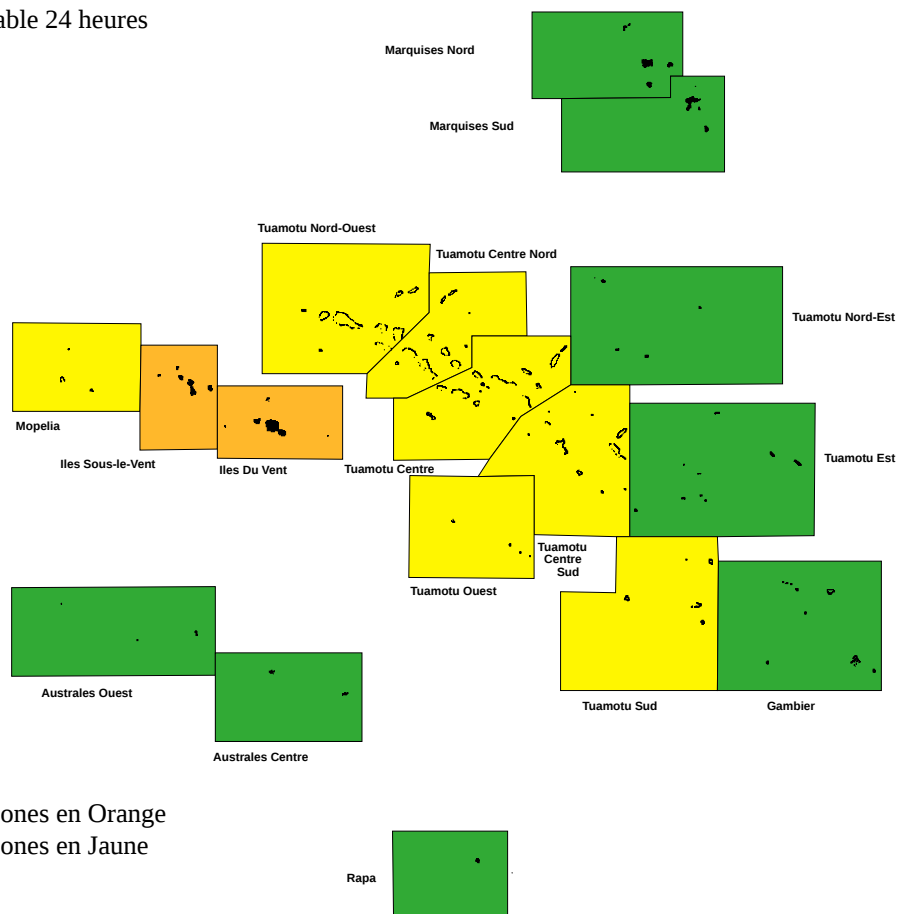 able 24 heures
Marquises Nord
Marquises Sud
Tuamotu Nord-Ouest
Tuamotu Centre Nord
Tuamotu Nord-Est
Mopelia
Iles Sous-le-Vent
Iles Du Vent
Tuamotu Centre
Tuamotu Est
Tuamotu
Centre
Sud
Tuamotu Ouest
Australes Ouest
Tuamotu Sud
Gambier
Australes Centre
ones en Orange
ones en Jaune
Rapa